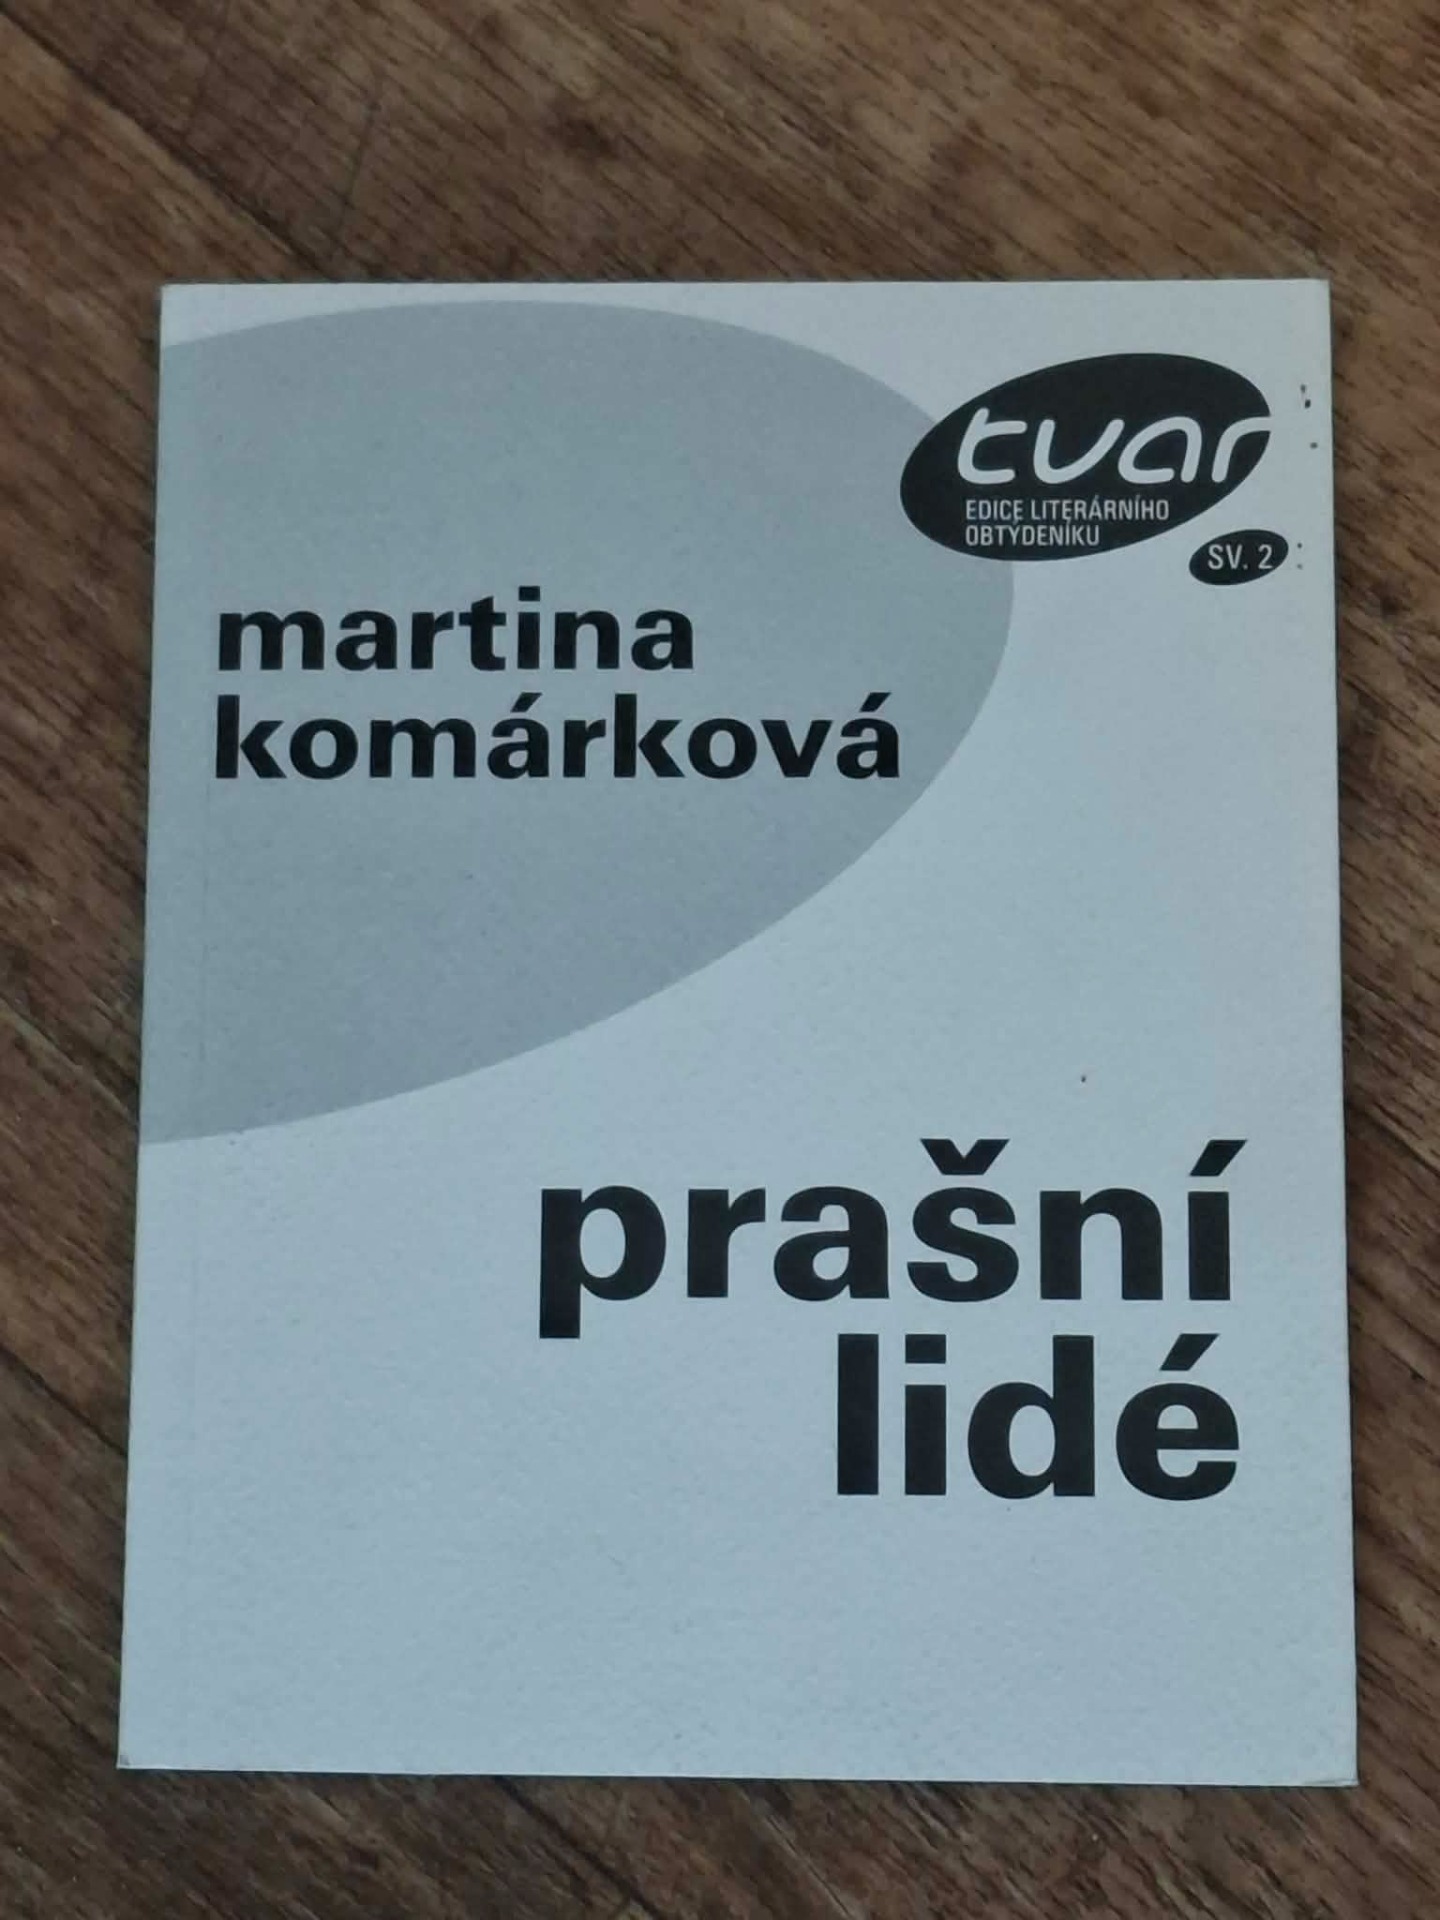 tvar
EDICE LITERÁRNÍHO
OBTÝDENÍKU
SV. 2
martina
komárková
prašní
lidé